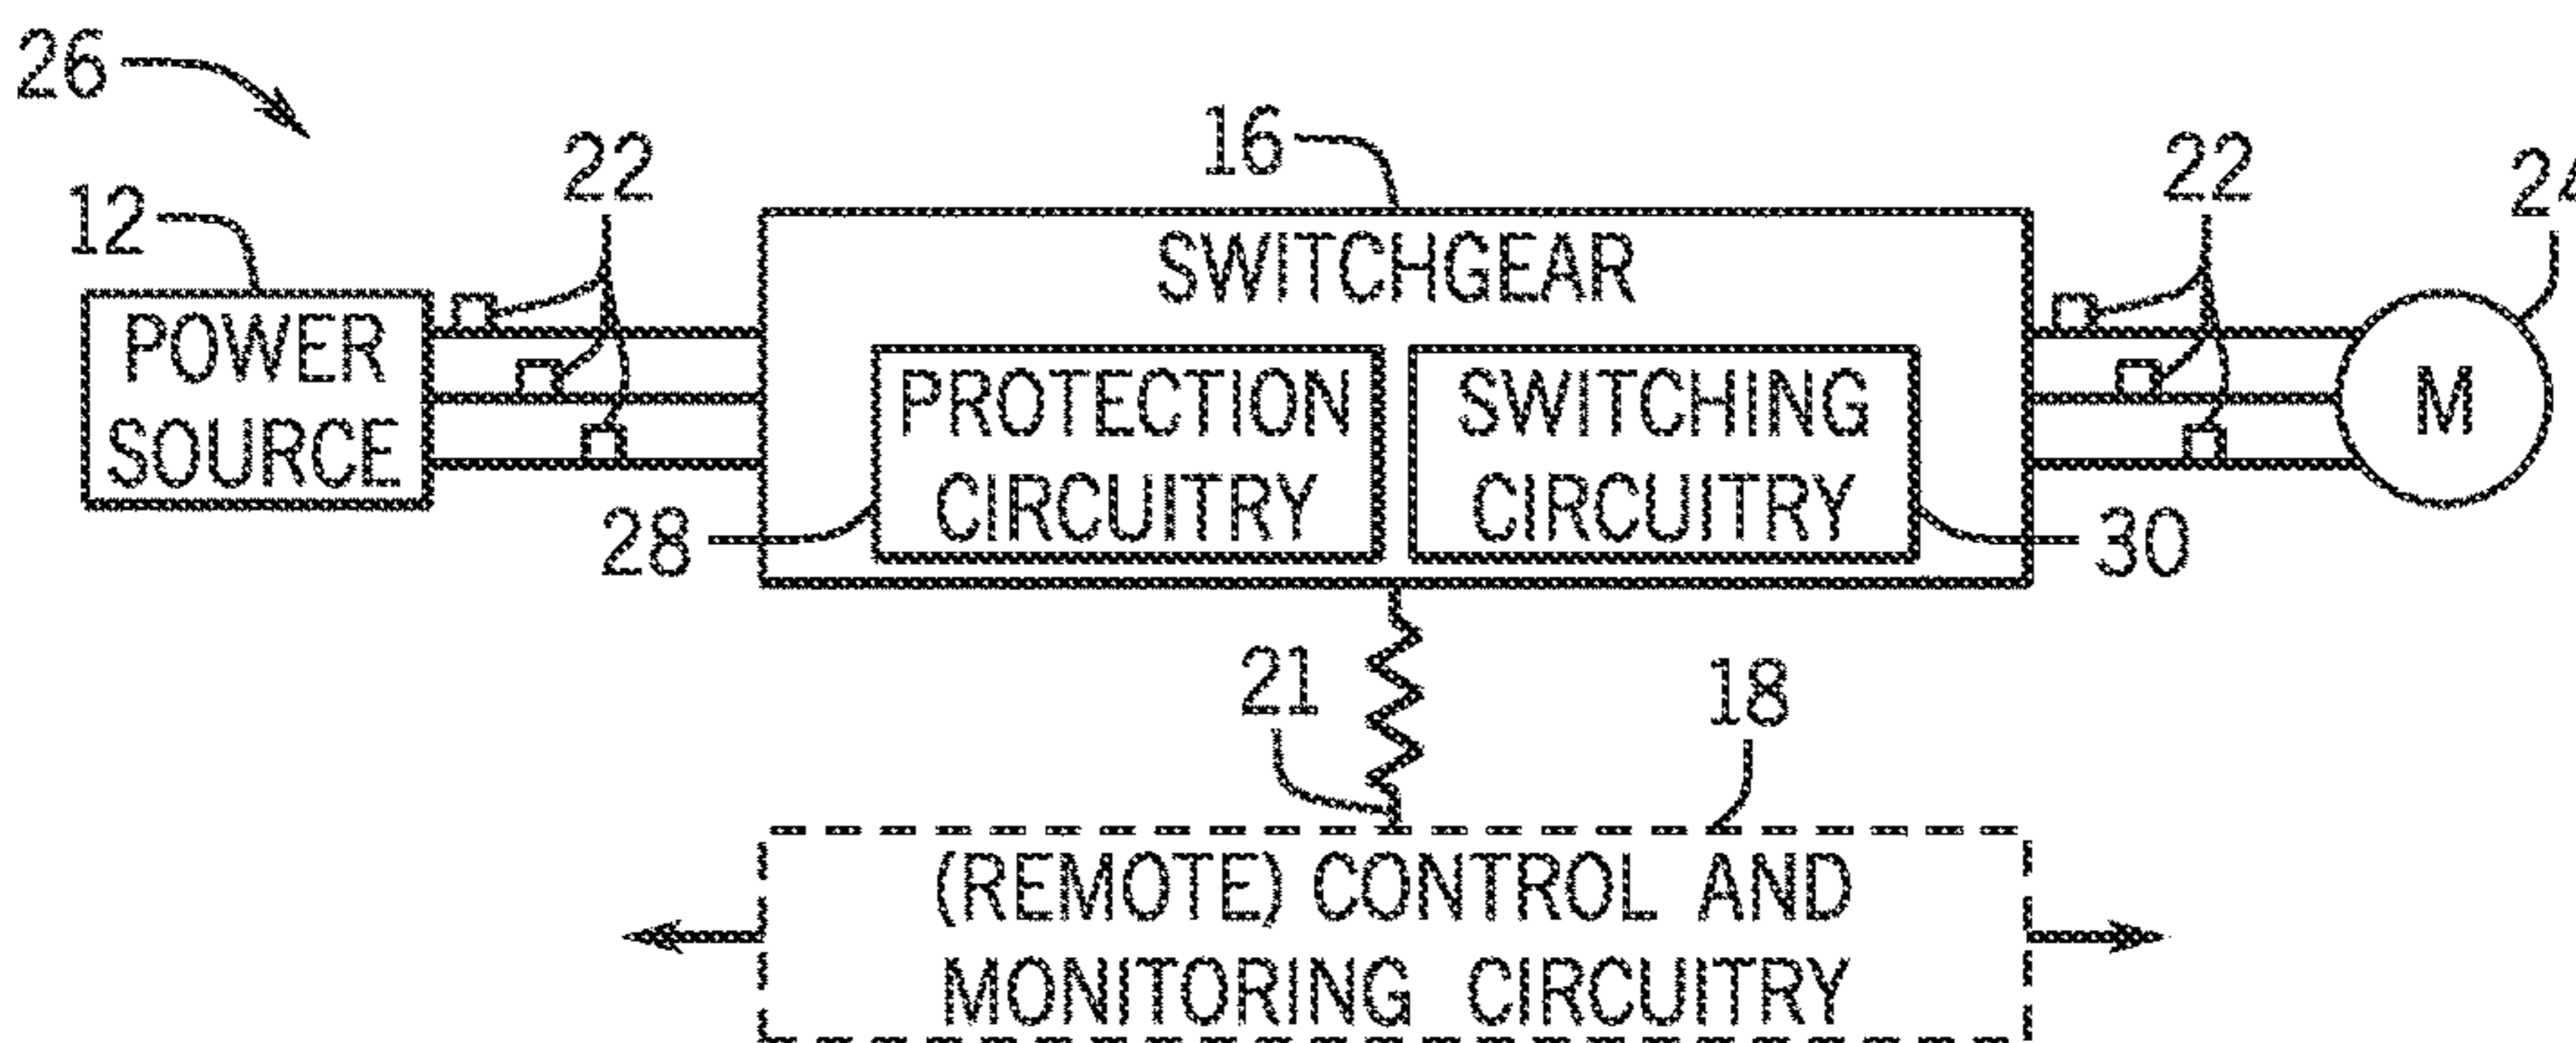 26
12
22
16
22
24
POWER
SOURCE
SWITCHGEAR
PROTECTION
CIRCUITRY
SWITCHING
CIRCUITRY
M
28
30
21
18
(REMOTE) CONTROL AND
MONITORING CIRCUITRY